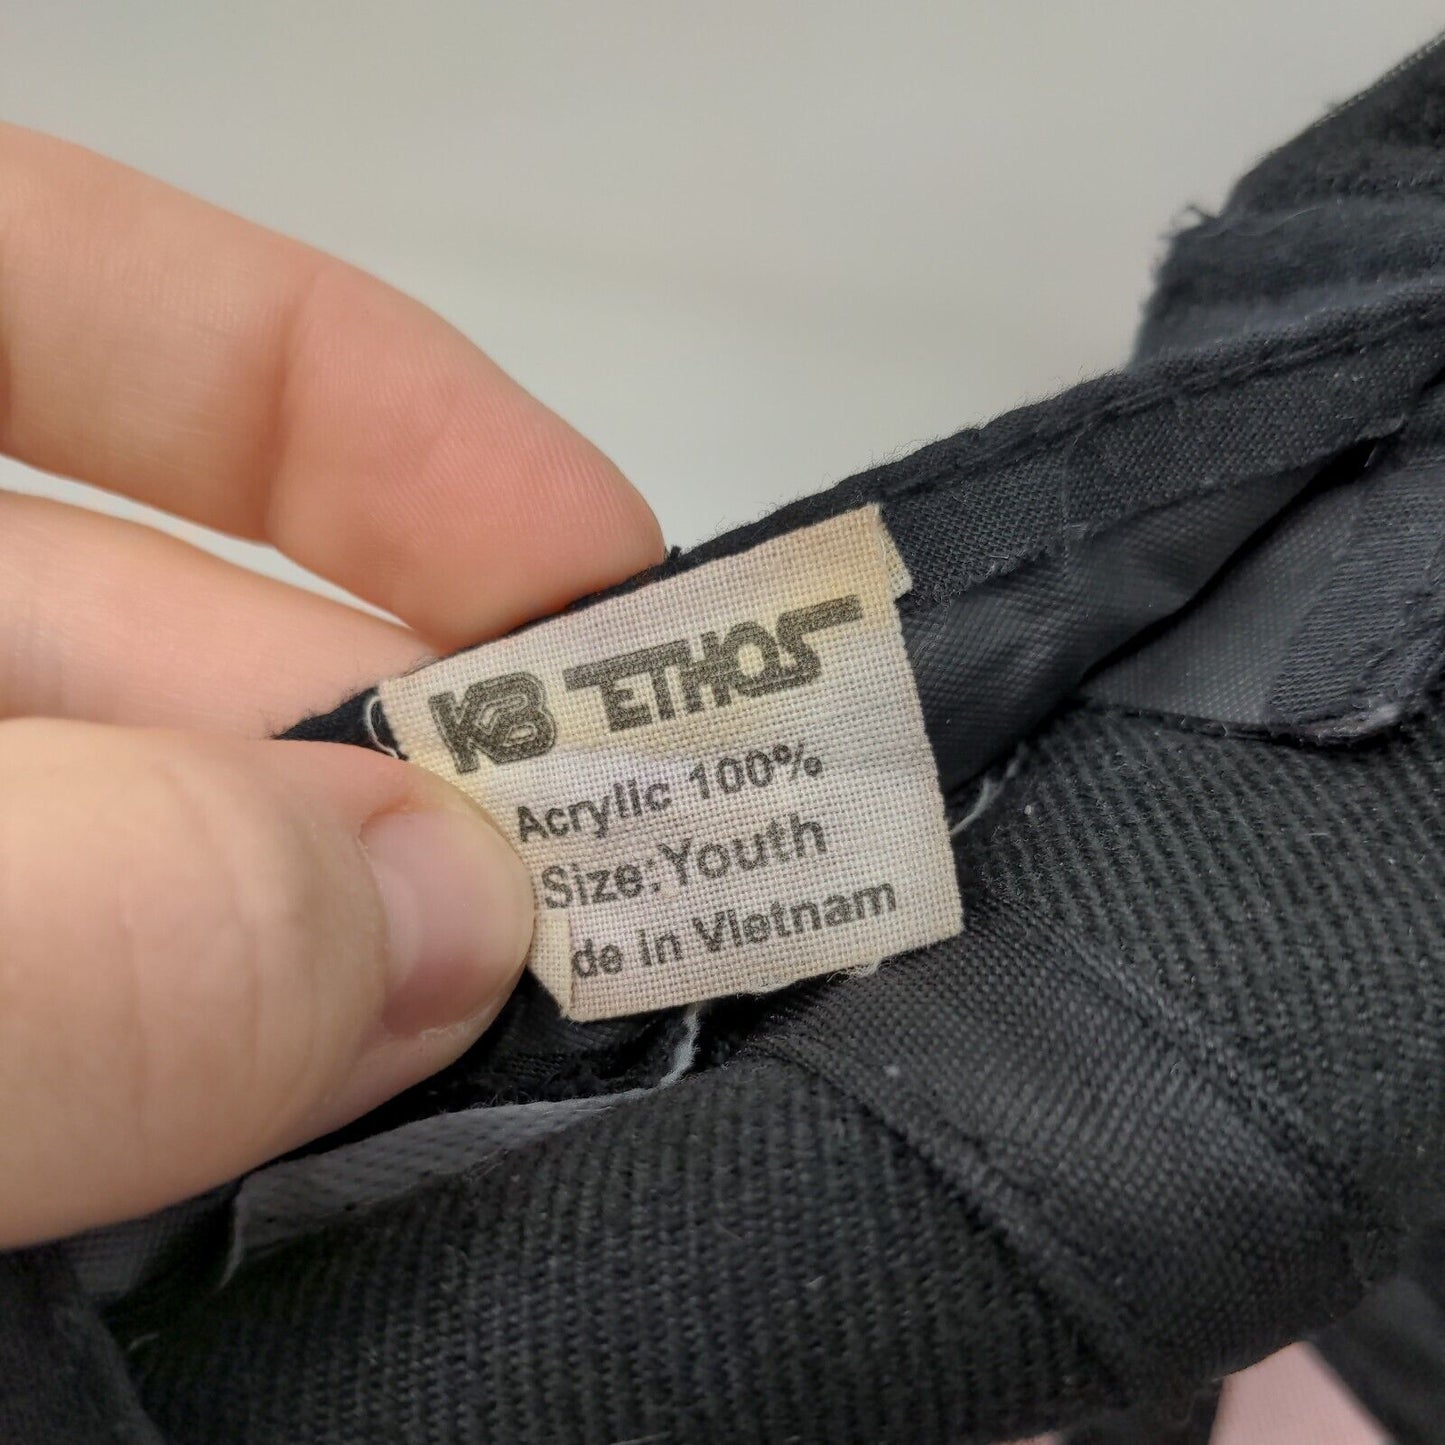 KB ETHOS
Acrylic 100%
Size:Youth
de in Vietnam